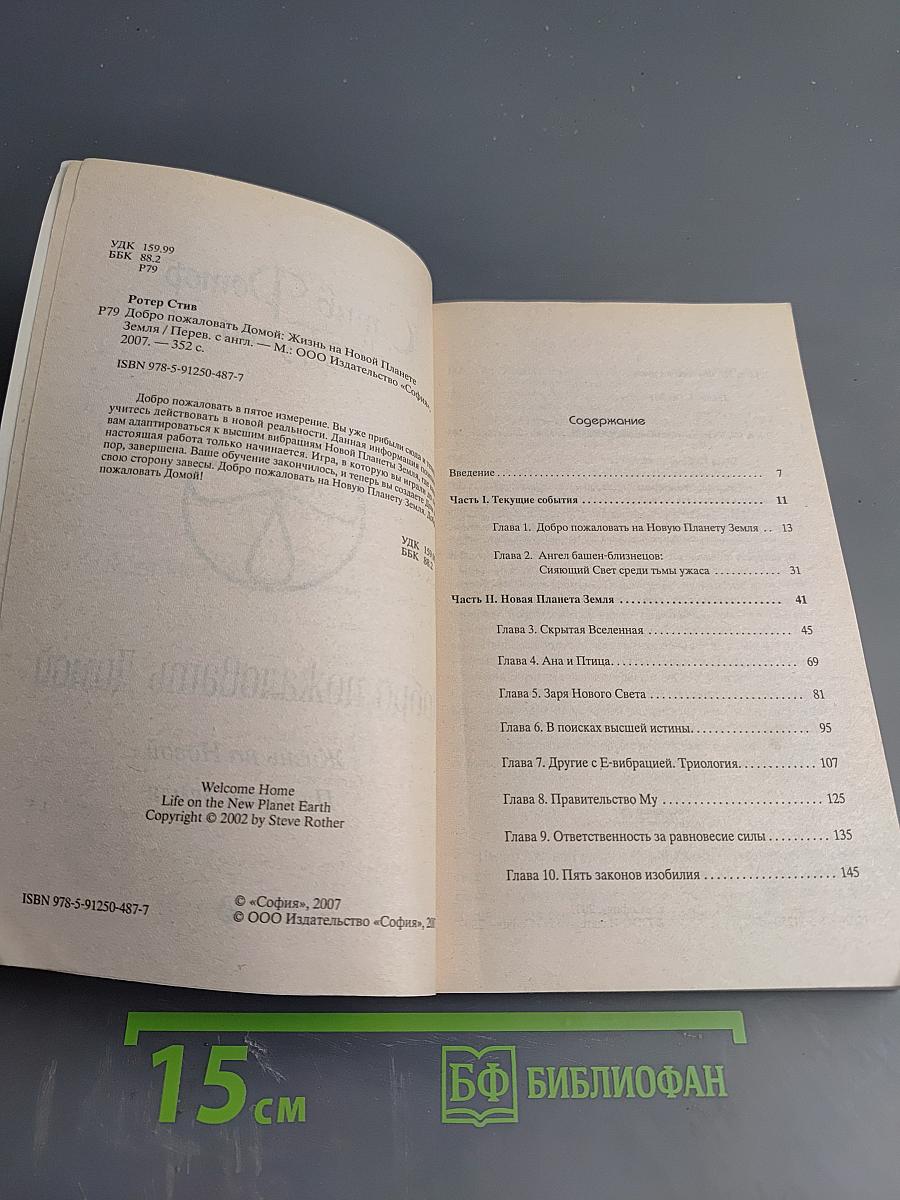 УДК 159.99
ББК 88.2
Р79
Ротер Стив
Р79 Добро пожаловать Домой: Жизнь на Новой Планете
Земля / Перев. с англ. — М.: ООО Издательство «София»,
2007. — 352 с.
ISBN 978-5-91250-487-7
Добро пожаловать в пятое измерение. Вы уже прибыли сюда и
учитесь действовать в новой реальности. Данная информация
вам адаптироваться к высшим вибрациям Новой Планеты Земля, где
настоящая работа только начинается. Игра, в которую вы играли до
пор, завершена. Ваше обучение закончилось, и теперь вы создаете
свою сторону завесы. Добро пожаловать на Новую Планету Земля.
пожаловать Домой!
УДК
ББК 88.2
Welcome Home
Life on the New Planet Earth
Copyright © 2002 by Steve Rother
ISBN 978-5-91250-487-7
© «София», 2007
© ООО Издательство «София»,
Содержание
Введение . . . . . . . . . . . . . . . . . . . . . . . . . . . . . . . . . . . . . . . . . . . 7
Часть I. Текущие события . . . . . . . . . . . . . . . . . . . . . . . . . . . . . . 11
Глава 1. Добро пожаловать на Новую Планету Земля . . 13
Глава 2. Ангел башен-близнецов:
Сияющий Свет среди тьмы ужаса . . . . . . . . . . . . 31
Часть II. Новая Планета Земля . . . . . . . . . . . . . . . . . . . . . . . . . 41
Глава 3. Скрытая Вселенная . . . . . . . . . . . . . . . . . . . . . . 45
Глава 4. Ана и Птица. . . . . . . . . . . . . . . . . . . . . . . . . . . 69
Глава 5. Заря Нового Света . . . . . . . . . . . . . . . . . . . . . . . 81
Глава 6. В поисках высшей истины. . . . . . . . . . . . . . . . . 95
Глава 7. Другие с Е-вибрацией. Триология. . . . . . . . . . . . 107
Глава 8. Правительство Му . . . . . . . . . . . . . . . . . . . . . . . 125
Глава 9. Ответственность за равновесие силы . . . . . . . . . . 135
Глава 10. Пять законов изобилия . . . . . . . . . . . . . . . . . . . 145
15 см
БФ БИБЛИОФАН